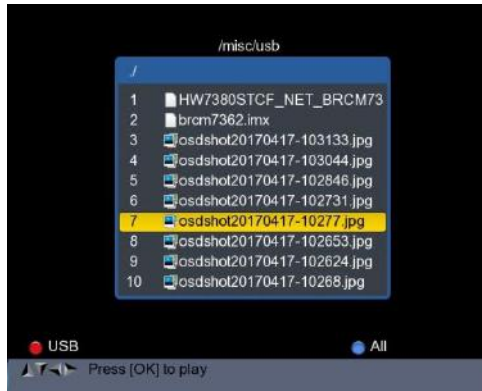 /misc/usb
./
1 HW7380STCF_NET_BRCM73
2 brcm7362.imx
3 osdshot20170417-103133.jpg
4 osdshot20170417-103044.jpg
5 osdshot20170417-102846.jpg
6 osdshot20170417-102731.jpg
7 osdshot20170417-10277.jpg
8 osdshot20170417-102653.jpg
9 osdshot20170417-102624.jpg
10 osdshot20170417-10268.jpg
USB All
Press [OK] to play